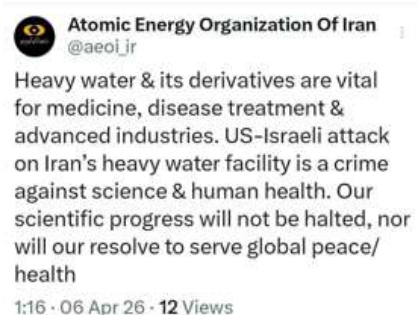 Atomic Energy Organization Of Iran
@aeoi_ir
Heavy water & its derivatives are vital
for medicine, disease treatment &
advanced industries. US-Israeli attack
on Iran's heavy water facility is a crime
against science & human health. Our
scientific progress will not be halted, nor
will our resolve to serve global peace/
health
1:16 · 06 Apr 26 · 12 Views